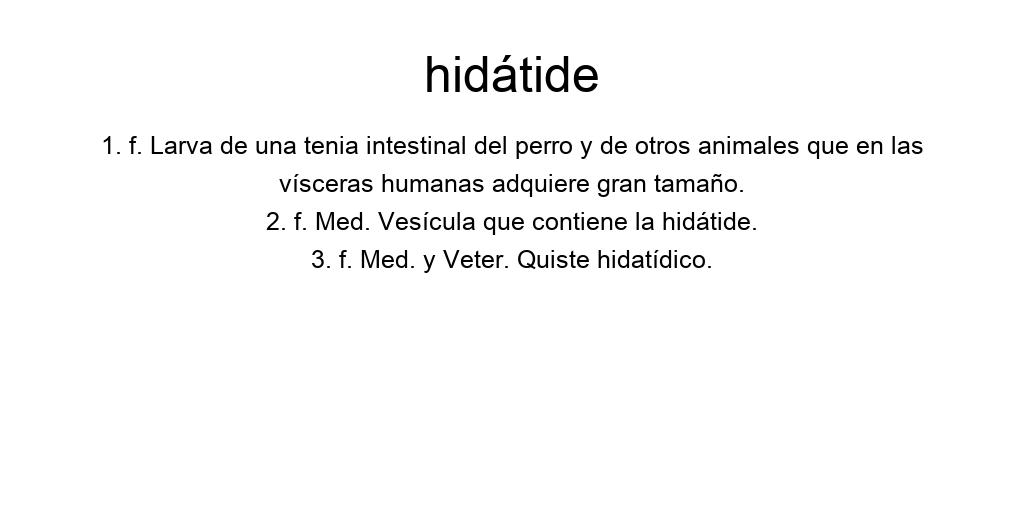 hidátide
1. f. Larva de una tenia intestinal del perro y de otros animales que en las
vísceras humanas adquiere gran tamaño.
2. f. Med. Vesícula que contiene la hidátide.
3. f. Med. y Veter. Quiste hidatídico.